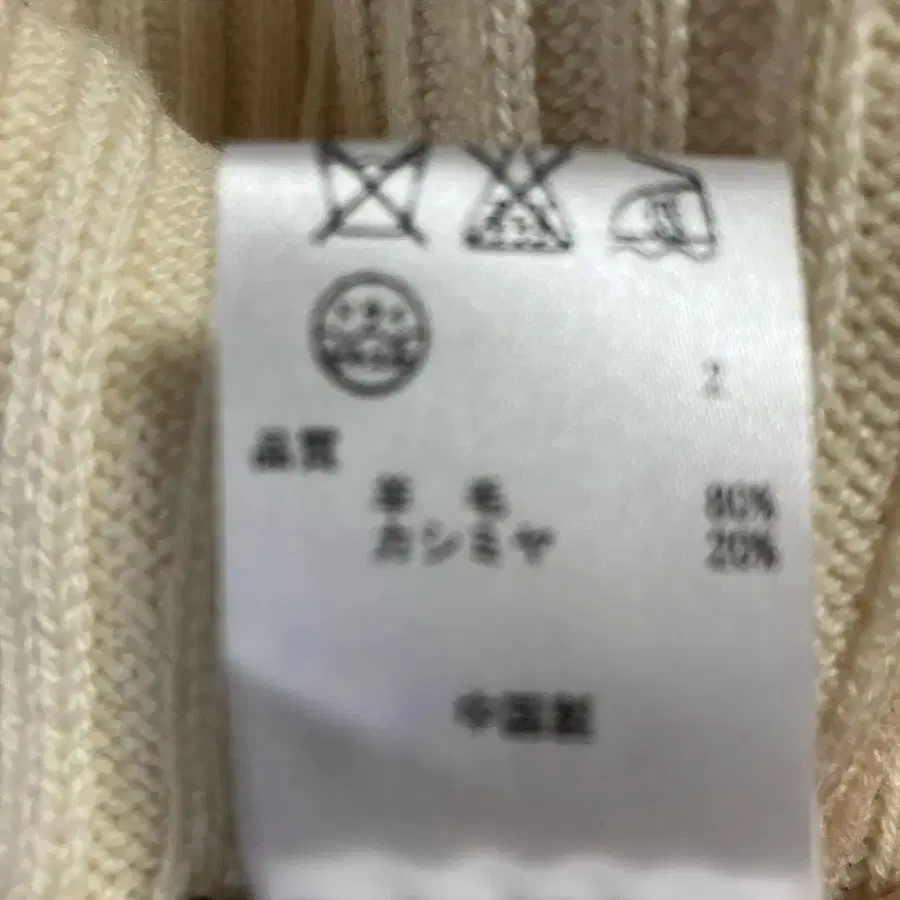 2
品質
羊 毛 80%
カシミヤ 20%
中国製